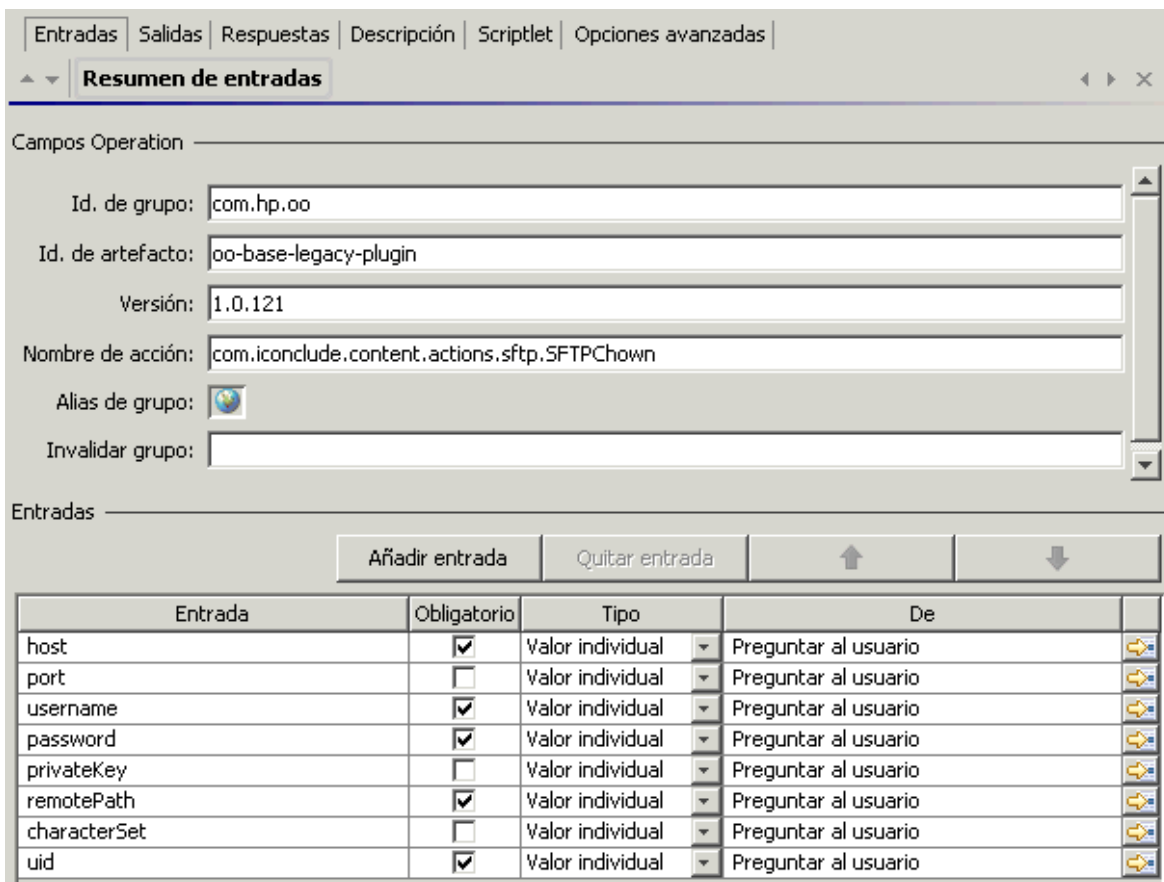 Entradas Salidas Respuestas Descripción Scriptlet Opciones avanzadas
Resumen de entradas
Campos Operation
Id. de grupo: com.hp.oo
Id. de artefacto: oo-base-legacy-plugin
Versión: 1.0.121
Nombre de acción: com.iconclude.content.actions.sftp.SFTPChown
Alias de grupo:
Invalidar grupo:
Entradas
Añadir entrada Quitar entrada
Entrada Obligatorio Tipo De
host Valor individual Preguntar al usuario
port Valor individual Preguntar al usuario
username Valor individual Preguntar al usuario
password Valor individual Preguntar al usuario
privateKey Valor individual Preguntar al usuario
remotePath Valor individual Preguntar al usuario
characterSet Valor individual Preguntar al usuario
uid Valor individual Preguntar al usuario